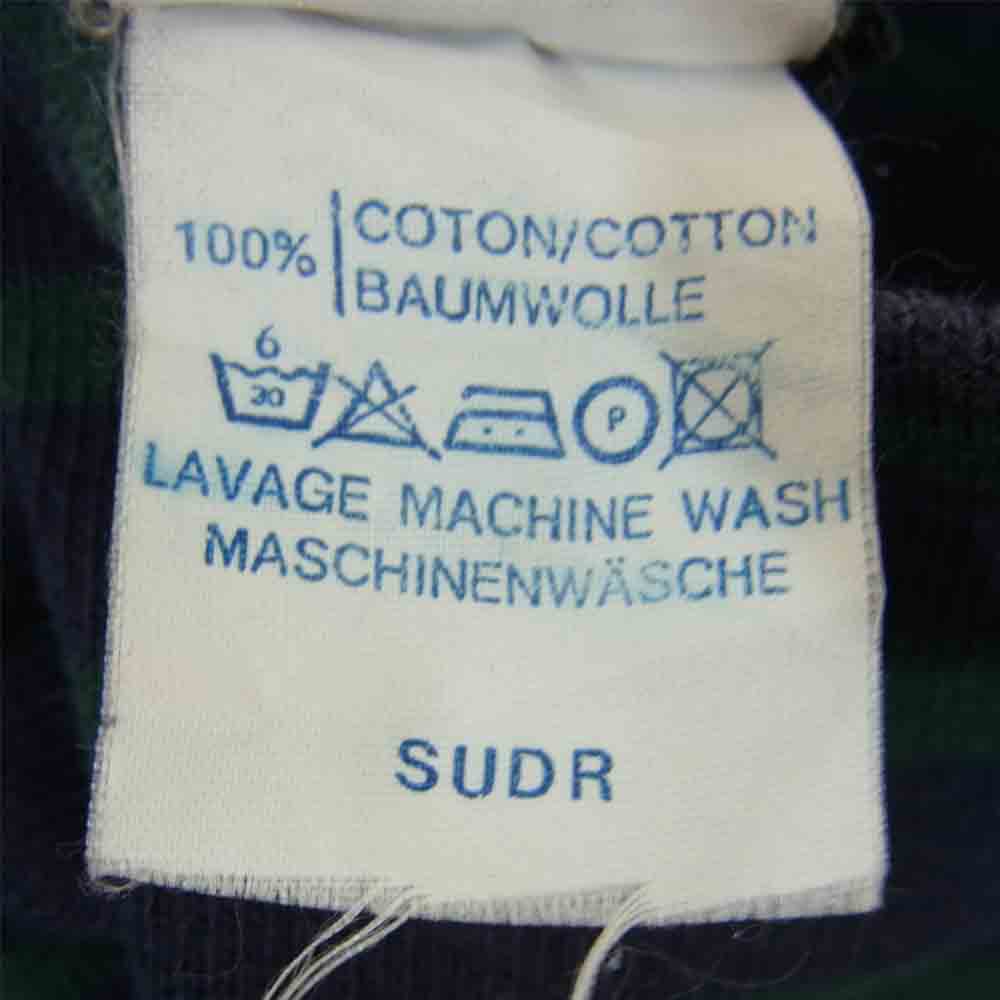 100% COTON/COTTON
BAUMWOLLE
6
30
P
LAVAGE MACHINE WASH
MASCHINENWÄSCHE
SUDR